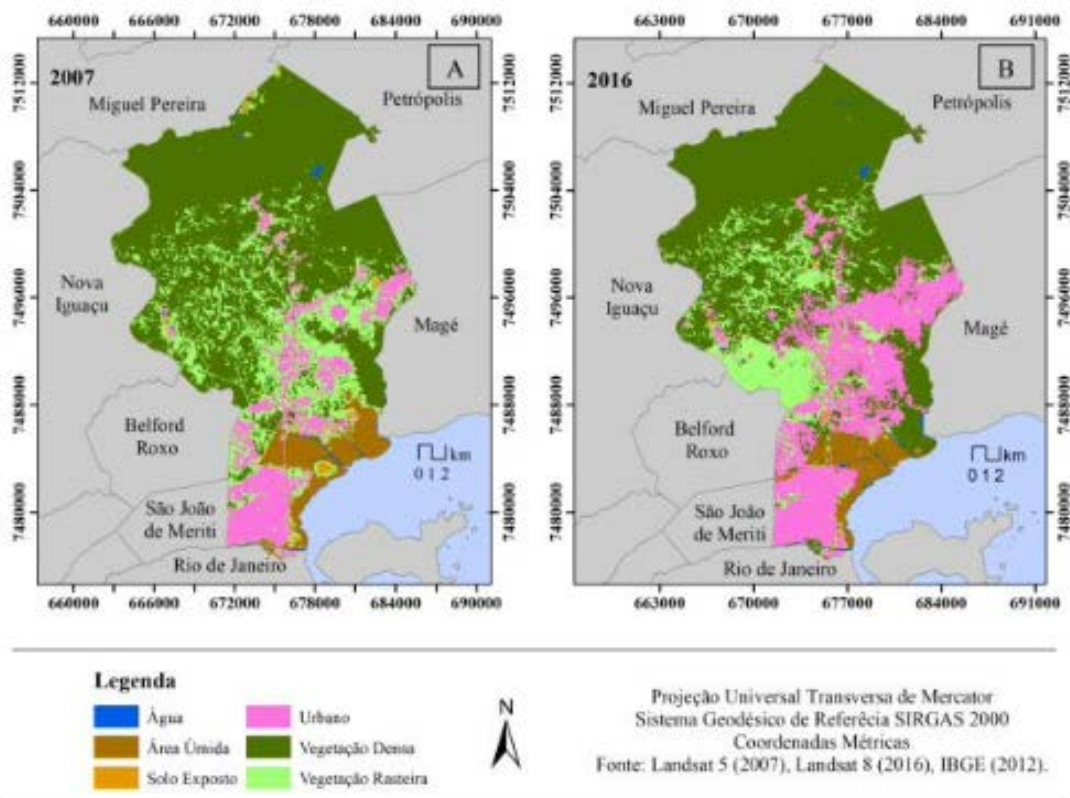 660000 666000 672000 678000 684000 690000
663000 670000 677000 684000 691000
2007
A
Miguel Pereira
Petrópolis
Nova
Iguaçu
Magé
Belford
Roxo
km
0 1 2
São João
de Meriti
Rio de Janeiro
7512000
7504000
7496000
7488000
7480000
7512000
7504000
7496000
7488000
7480000
2016
B
Miguel Pereira
Petrópolis
Nova
Iguaçu
Magé
Belford
Roxo
km
0 1 2
São João
de Meriti
Rio de Janeiro
7512000
7504000
7496000
7488000
7480000
660000 666000 672000 678000 684000 690000
663000 670000 677000 684000 691000
Legenda
Água
Urbano
Área Úmida
Vegetação Densa
Solo Exposto
Vegetação Rasteira
N
Projeção Universal Transversa de Mercator
Sistema Geodésico de Referêcia SIRGAS 2000
Coordenadas Métricas
Fonte: Landsat 5 (2007), Landsat 8 (2016), IBGE (2012).